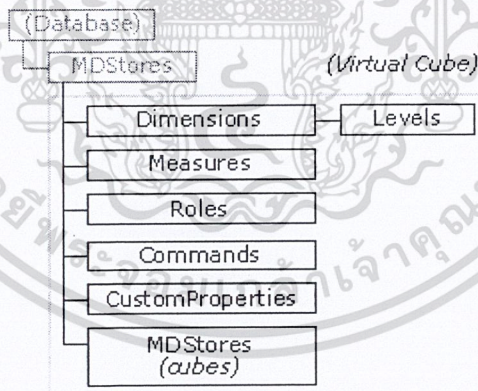 (Database)
MDStores
(Virtual Cube)
Dimensions
Levels
Measures
Roles
Commands
CustomProperties
MDStores
(cubes)